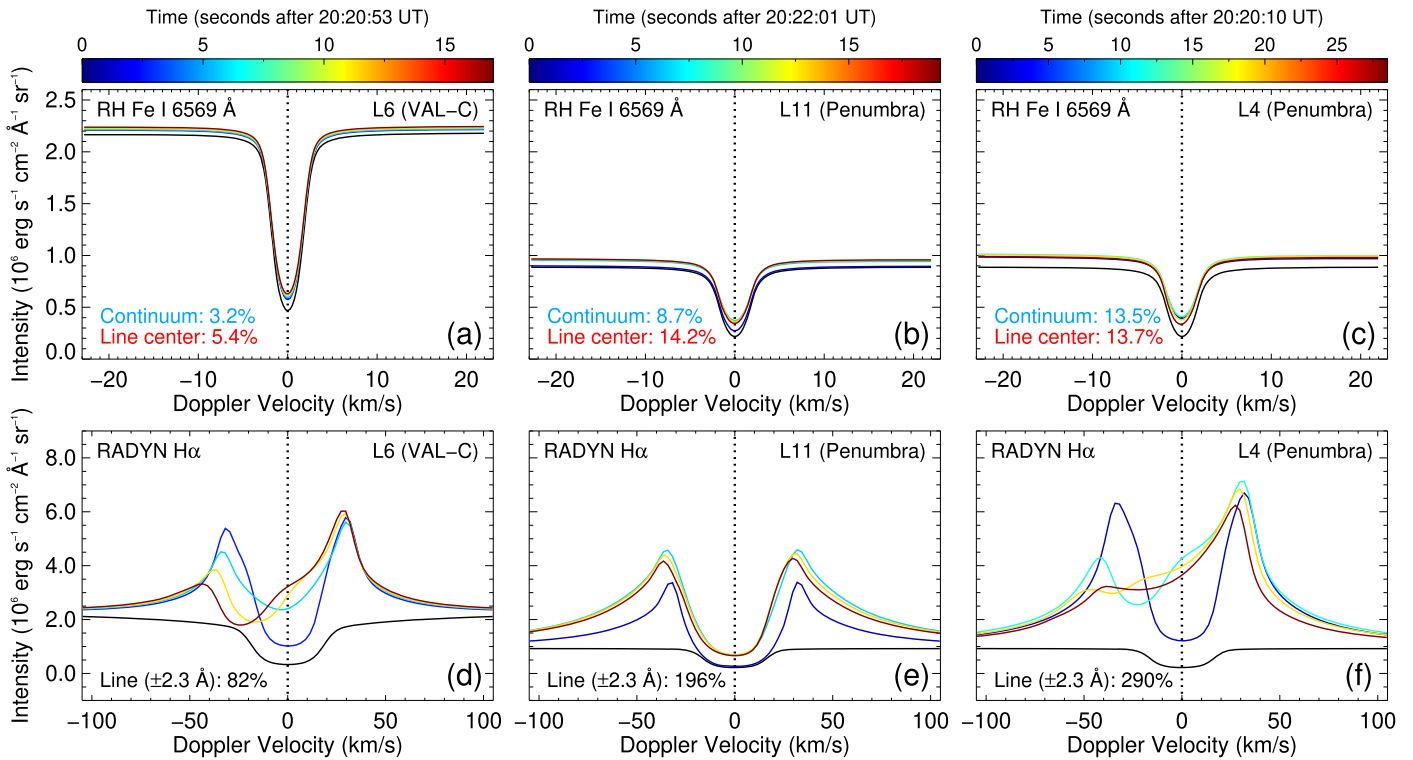 Time (seconds after 20:20:53 UT) Time (seconds after 20:22:01 UT) Time (seconds after 20:20:10 UT)
0 5 10 15 0 5 10 15 0 5 10 15 20 25
RH Fe I 6569 Å L6 (VAL−C) RH Fe I 6569 Å L11 (Penumbra) RH Fe I 6569 Å L4 (Penumbra)
Intensity (10⁶ erg s⁻¹ cm⁻² Å⁻¹ sr⁻¹)
2.5
2.0
1.5
1.0
0.5
0.0
Continuum: 3.2% Continuum: 8.7% Continuum: 13.5%
Line center: 5.4% (a) Line center: 14.2% (b) Line center: 13.7% (c)
−20 −10 0 10 20 −20 −10 0 10 20 −20 −10 0 10 20
Doppler Velocity (km/s) Doppler Velocity (km/s) Doppler Velocity (km/s)
RADYN Hα L6 (VAL−C) RADYN Hα L11 (Penumbra) RADYN Hα L4 (Penumbra)
Intensity (10⁶ erg s⁻¹ cm⁻² Å⁻¹ sr⁻¹)
8.0
6.0
4.0
2.0
0.0
Line (±2.3 Å): 82% (d) Line (±2.3 Å): 196% (e) Line (±2.3 Å): 290% (f)
−100 −50 0 50 100 −100 −50 0 50 100 −100 −50 0 50 100
Doppler Velocity (km/s) Doppler Velocity (km/s) Doppler Velocity (km/s)